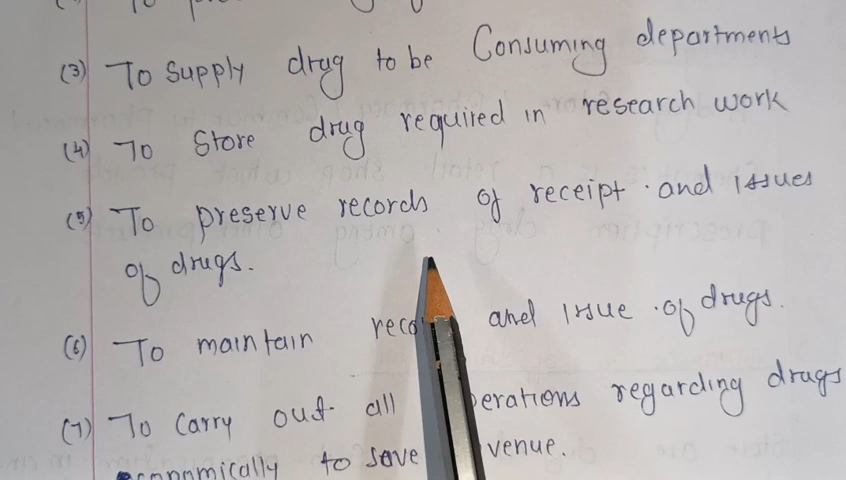 (3) To Supply drug to be Consuming departments
(4) To Store drug required in research work
(5) To preserve records of receipt and issues
of drugs.
(6) To maintain and issue of drugs.
(7) To Carry out all regarding drugs
economically to save